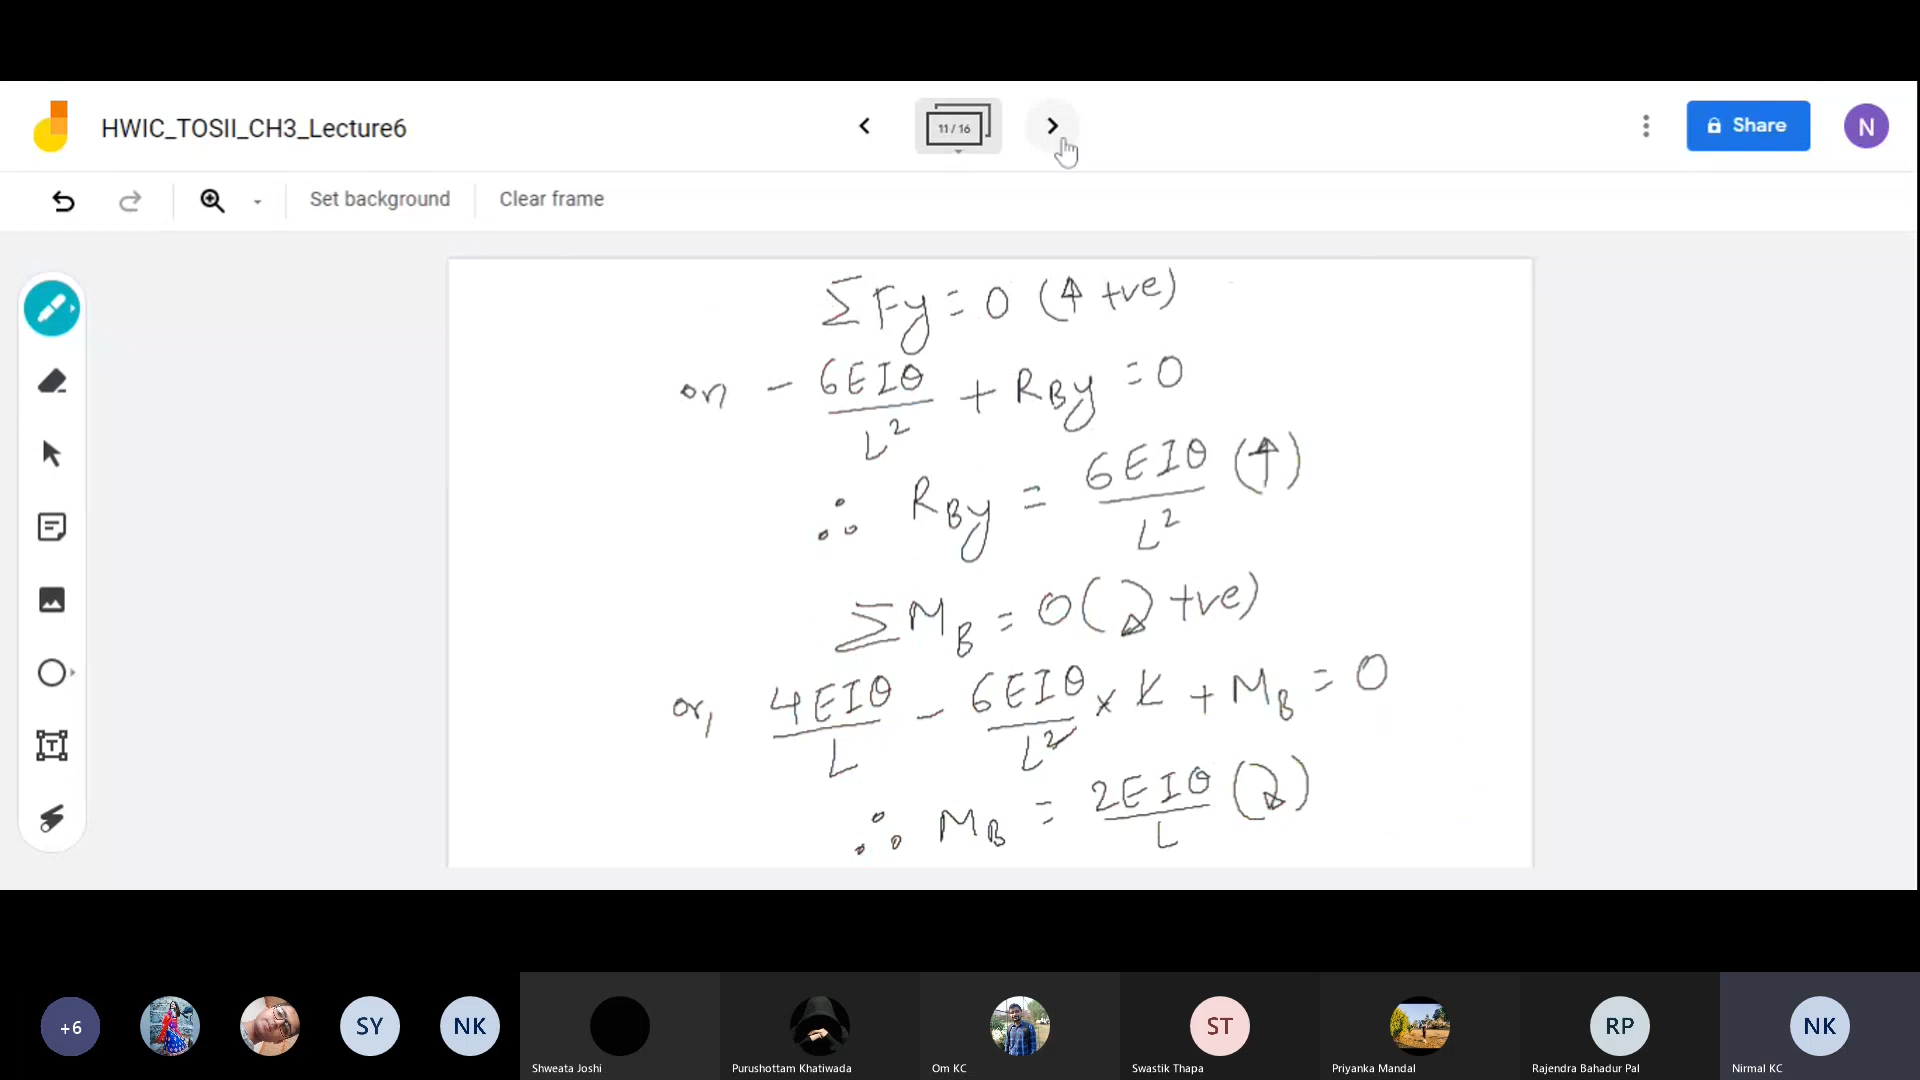 HWIC_TOSII_CH3_Lecture6
11 / 16
Share
N
Set background
Clear frame
ΣFy = 0 (↑ +ve)
or, - 6EIθ/L² + RBy = 0
∴ RBy = 6EIθ/L² (↑)
ΣMB = 0 (↻ +ve)
or, 4EIθ/L - 6EIθ/L² × L + MB = 0
∴ MB = 2EIθ/L (↻)
+6
SY
NK
ST
RP
NK
Shweata Joshi
Purushottam Khatiwada
Om KC
Swastik Thapa
Priyanka Mandal
Rajendra Bahadur Pal
Nirmal KC